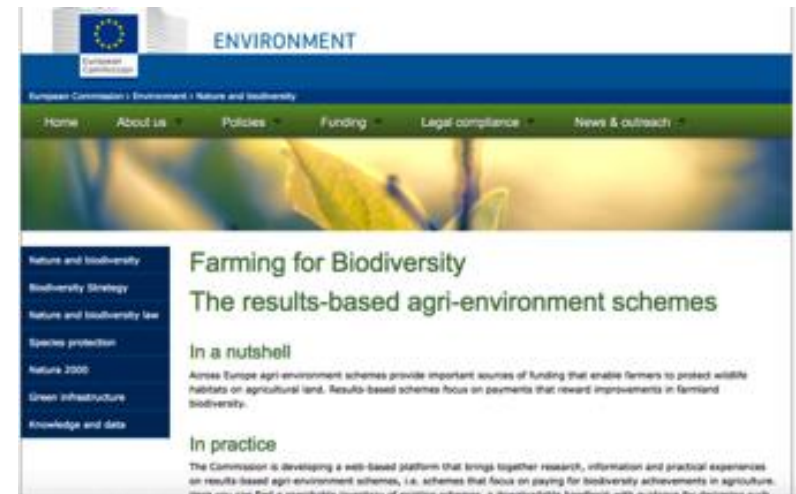 European
Commission
ENVIRONMENT
European Commission > Environment > Nature and biodiversity
Home About us Policies Funding Legal compliance News & outreach
Nature and biodiversity
Biodiversity Strategy
Nature and biodiversity law
Species protection
Natura 2000
Green infrastructure
Knowledge and data
Farming for Biodiversity
The results-based agri-environment schemes
In a nutshell
Across Europe agri-environment schemes provide important sources of funding that enable farmers to protect wildlife
habitats on agricultural land. Results-based schemes focus on payments that reward improvements in farmland
biodiversity.
In practice
The Commission is developing a web-based platform that brings together research, information and practical experiences
on results-based agri-environment schemes, i.e. schemes that focus on paying for biodiversity achievements in agriculture.